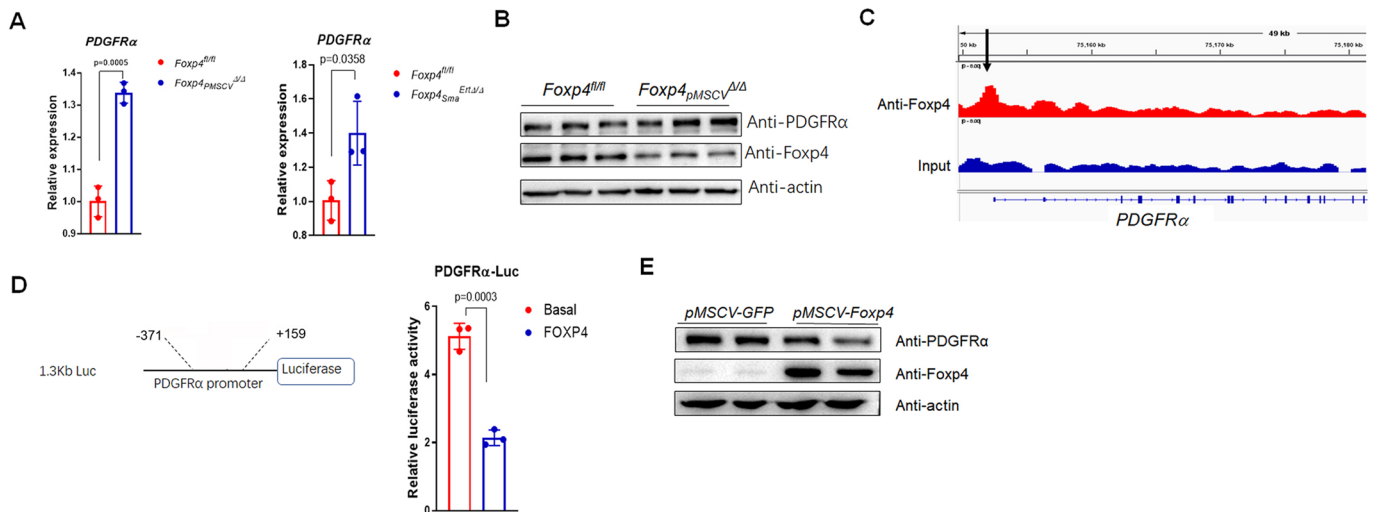 A
PDGFRα
p=0.0005
Relative expression
1.4
1.3
1.2
1.1
1.0
0.9
Foxp4fl/fl
Foxp4PMSCVΔ/Δ
PDGFRα
p=0.0358
Relative expression
1.8
1.6
1.4
1.2
1.0
0.8
Foxp4fl/fl
Foxp4SmaErtΔ/Δ
B
Foxp4fl/fl
Foxp4pMSCVΔ/Δ
Anti-PDGFRα
Anti-Foxp4
Anti-actin
C
49 kb
50 kb
75,160 kb
75,170 kb
75,180 kb
Anti-Foxp4
Input
PDGFRα
D
1.3Kb Luc
-371
+159
Luciferase
PDGFRα promoter
PDGFRα-Luc
p=0.0003
Relative luciferase activity
6
4
2
0
Basal
FOXP4
E
pMSCV-GFP
pMSCV-Foxp4
Anti-PDGFRα
Anti-Foxp4
Anti-actin